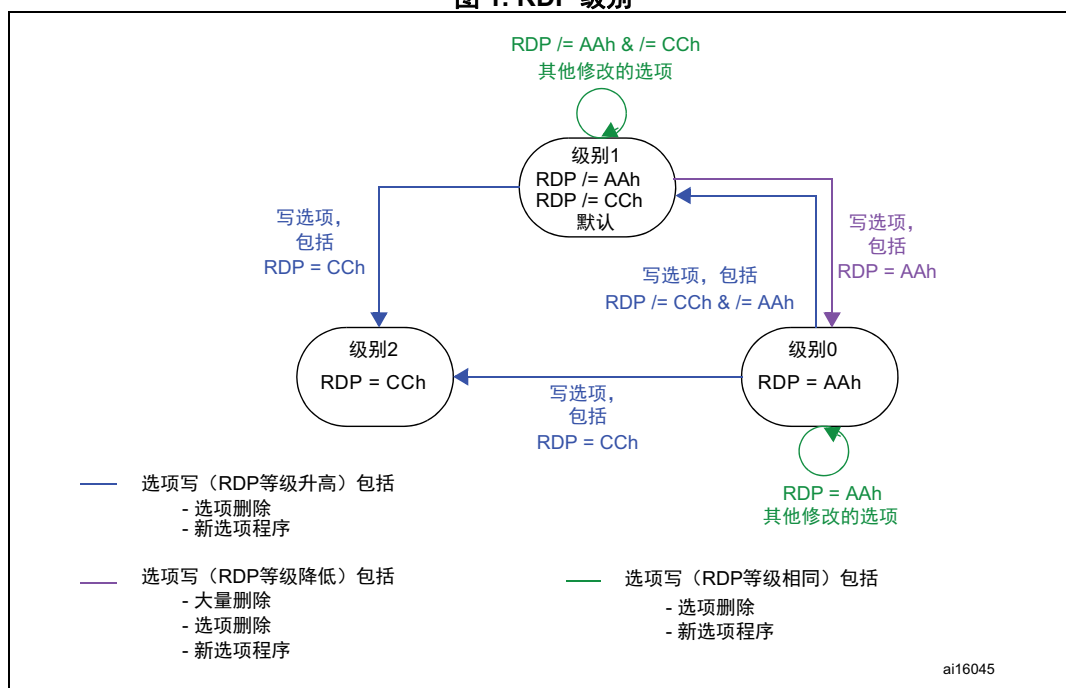 图 1. RDP 级别
RDP /= AAh & /= CCh
其他修改的选项
级别1
RDP /= AAh
RDP /= CCh
默认
写选项，
包括
RDP = CCh
写选项，
包括
RDP = AAh
写选项，包括
RDP /= CCh & /= AAh
级别2
RDP = CCh
级别0
RDP = AAh
写选项，
包括
RDP = CCh
RDP = AAh
其他修改的选项
选项写（RDP等级升高）包括
- 选项删除
- 新选项程序
选项写（RDP等级降低）包括
- 大量删除
- 选项删除
- 新选项程序
选项写（RDP等级相同）包括
- 选项删除
- 新选项程序
ai16045